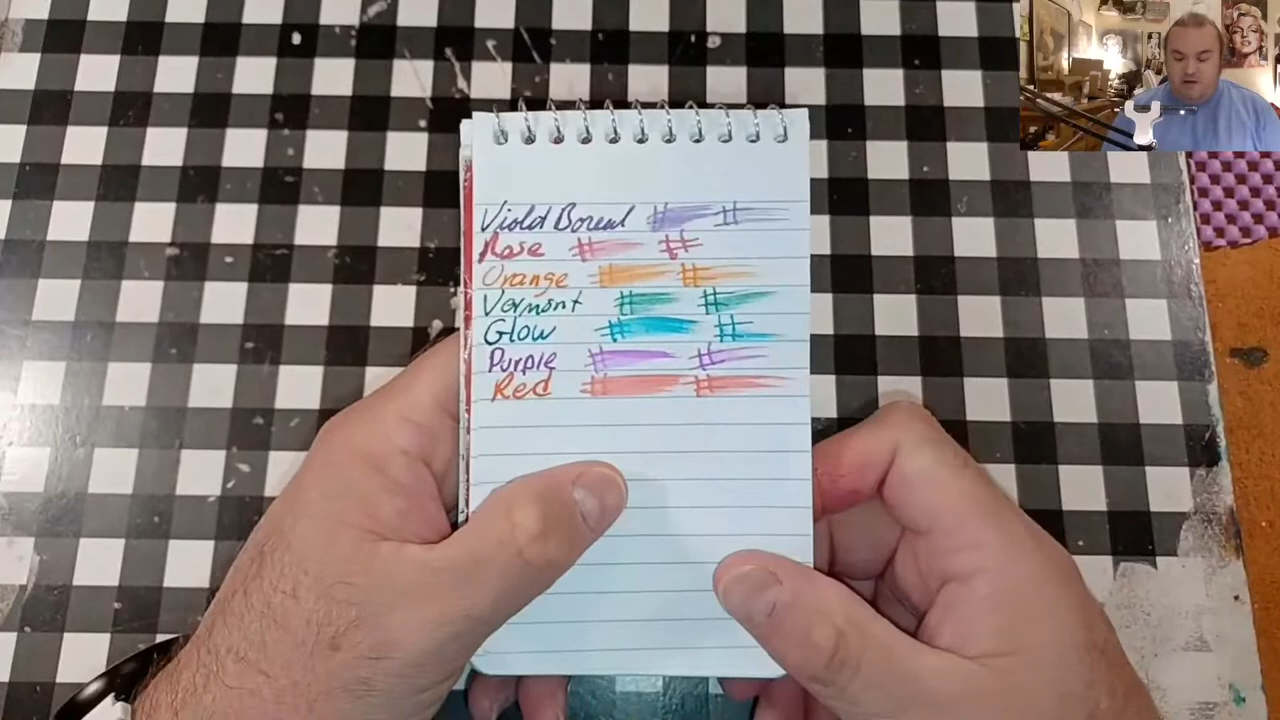 Viold Boreal # #
Rose # #
Orange # #
Vermont # #
Glow # #
Purple # #
Red # #